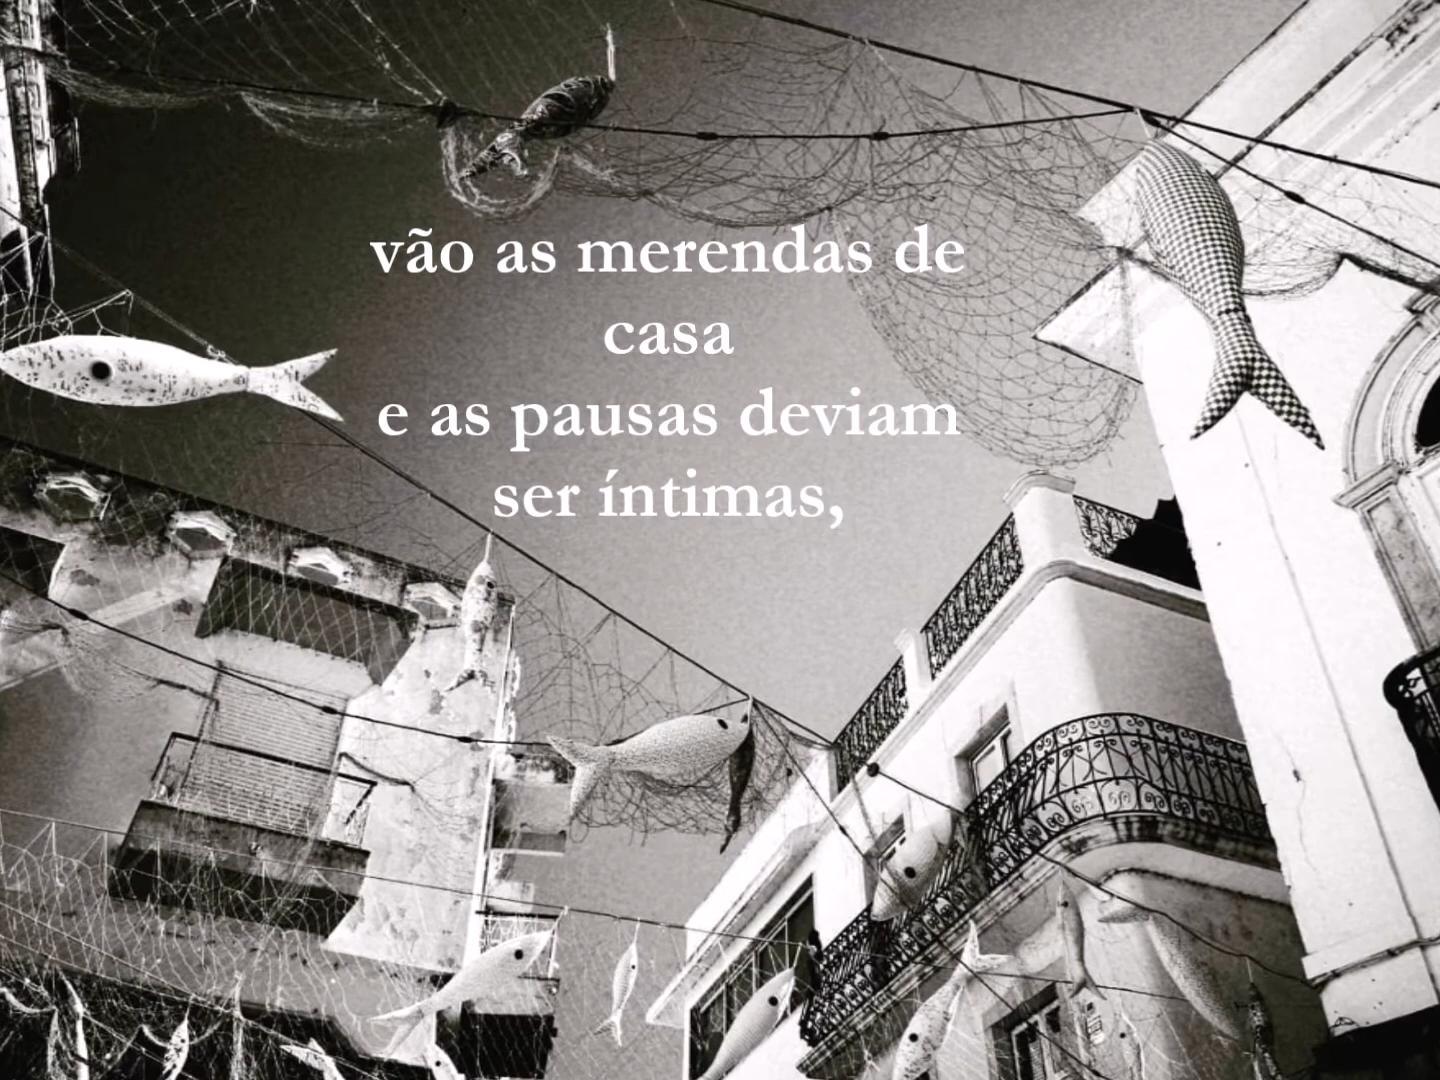 vão as merendas de
casa
e as pausas deviam
ser íntimas,